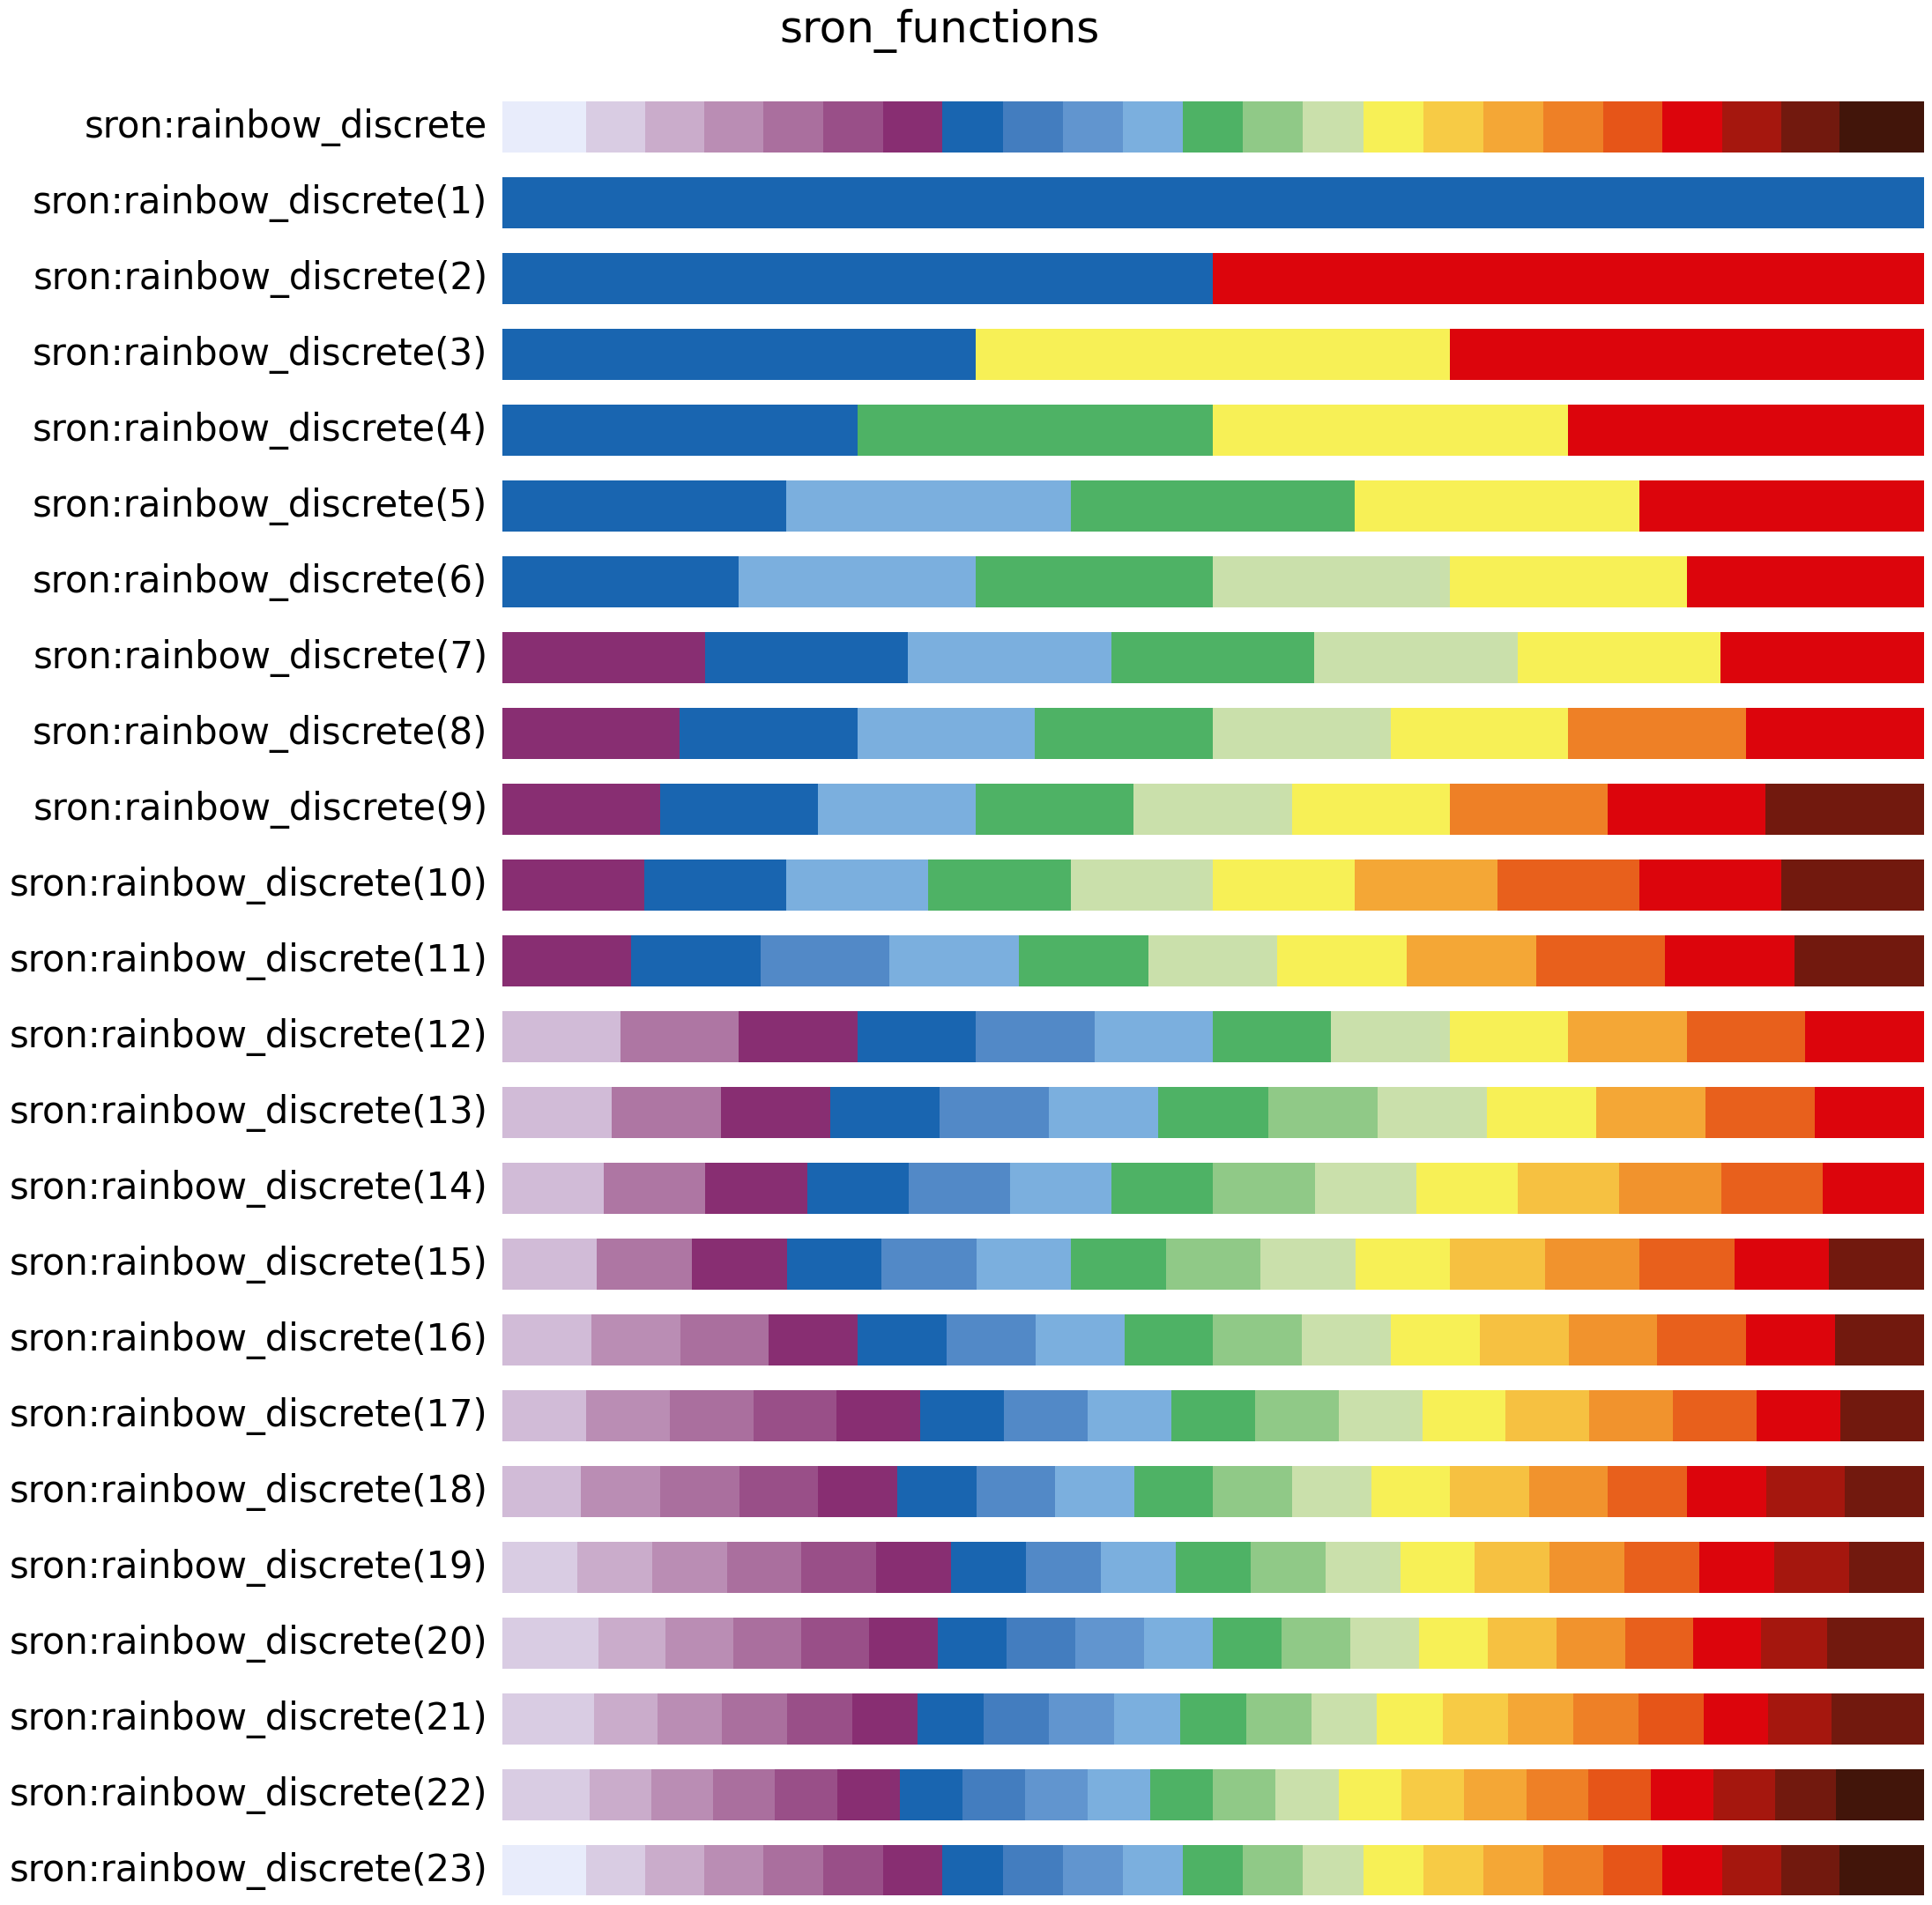 sron_functions
sron:rainbow_discrete
sron:rainbow_discrete(1)
sron:rainbow_discrete(2)
sron:rainbow_discrete(3)
sron:rainbow_discrete(4)
sron:rainbow_discrete(5)
sron:rainbow_discrete(6)
sron:rainbow_discrete(7)
sron:rainbow_discrete(8)
sron:rainbow_discrete(9)
sron:rainbow_discrete(10)
sron:rainbow_discrete(11)
sron:rainbow_discrete(12)
sron:rainbow_discrete(13)
sron:rainbow_discrete(14)
sron:rainbow_discrete(15)
sron:rainbow_discrete(16)
sron:rainbow_discrete(17)
sron:rainbow_discrete(18)
sron:rainbow_discrete(19)
sron:rainbow_discrete(20)
sron:rainbow_discrete(21)
sron:rainbow_discrete(22)
sron:rainbow_discrete(23)